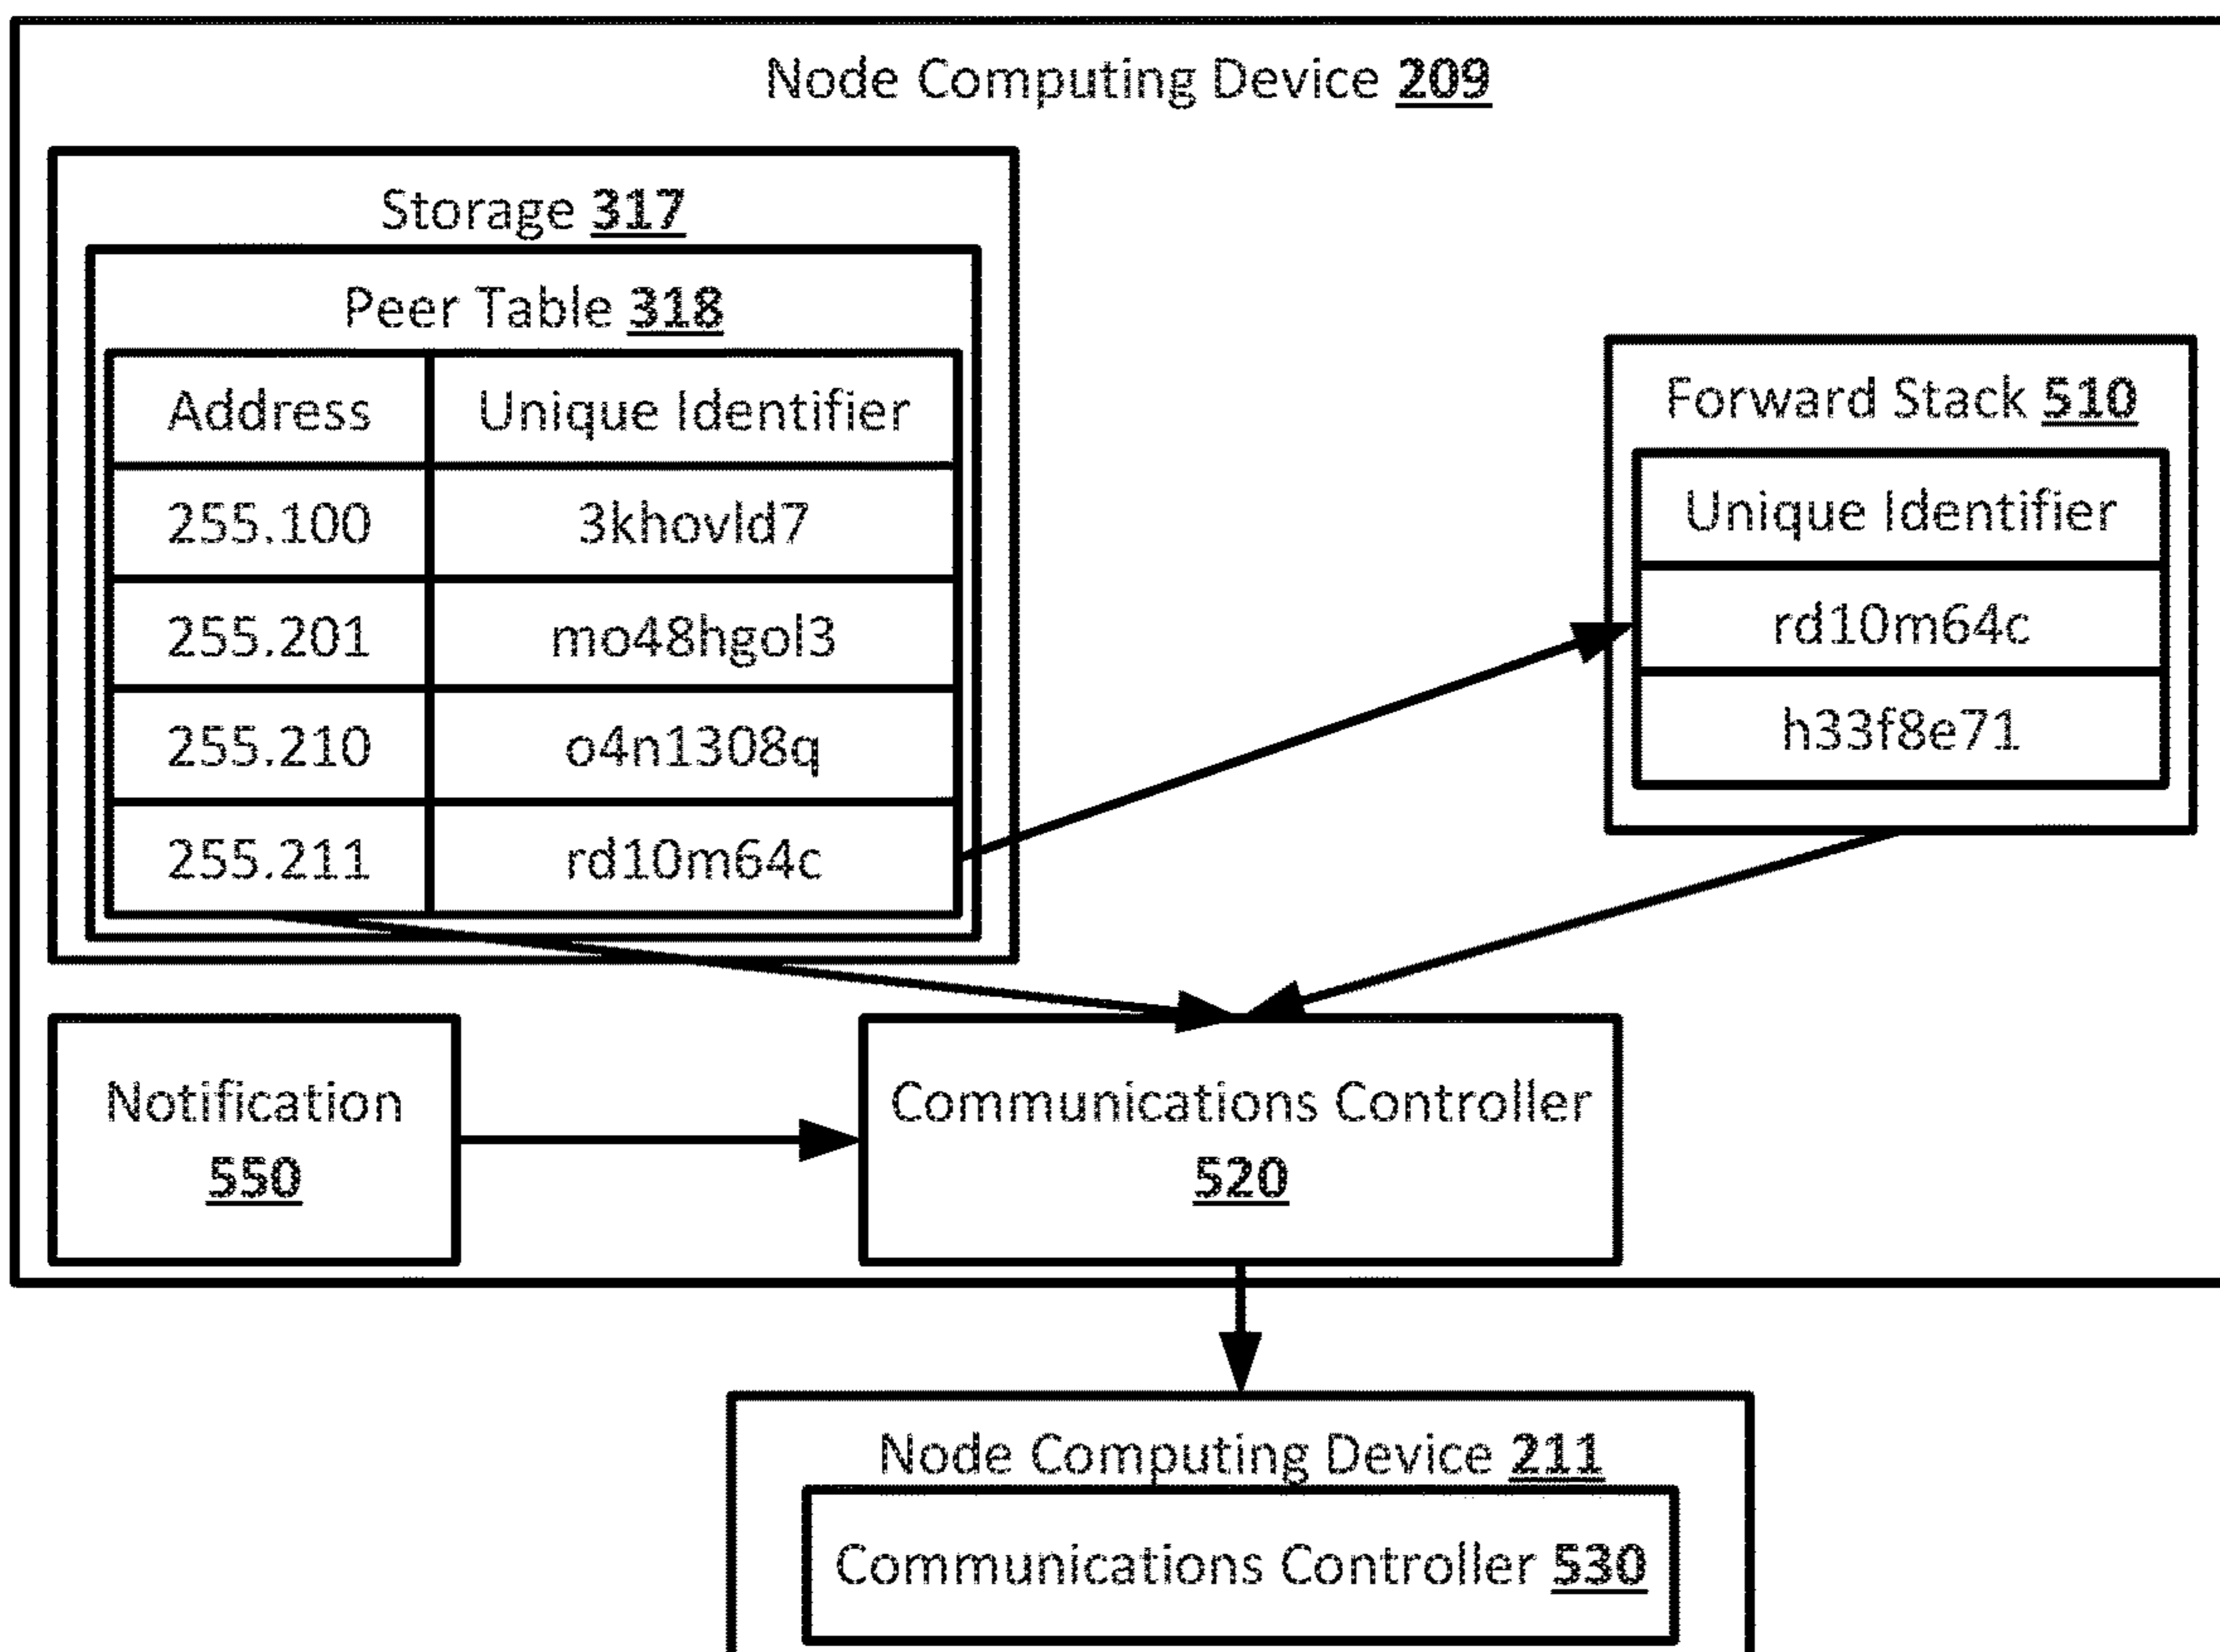 Node Computing Device 209
Storage 317
Peer Table 318
Address Unique Identifier
255.100 3khovld7
255.201 mo48hgol3
255.210 o4n1308q
255.211 rd10m64c
Forward Stack 510
Unique Identifier
rd10m64c
h33f8e71
Notification
550
Communications Controller
520
Node Computing Device 211
Communications Controller 530